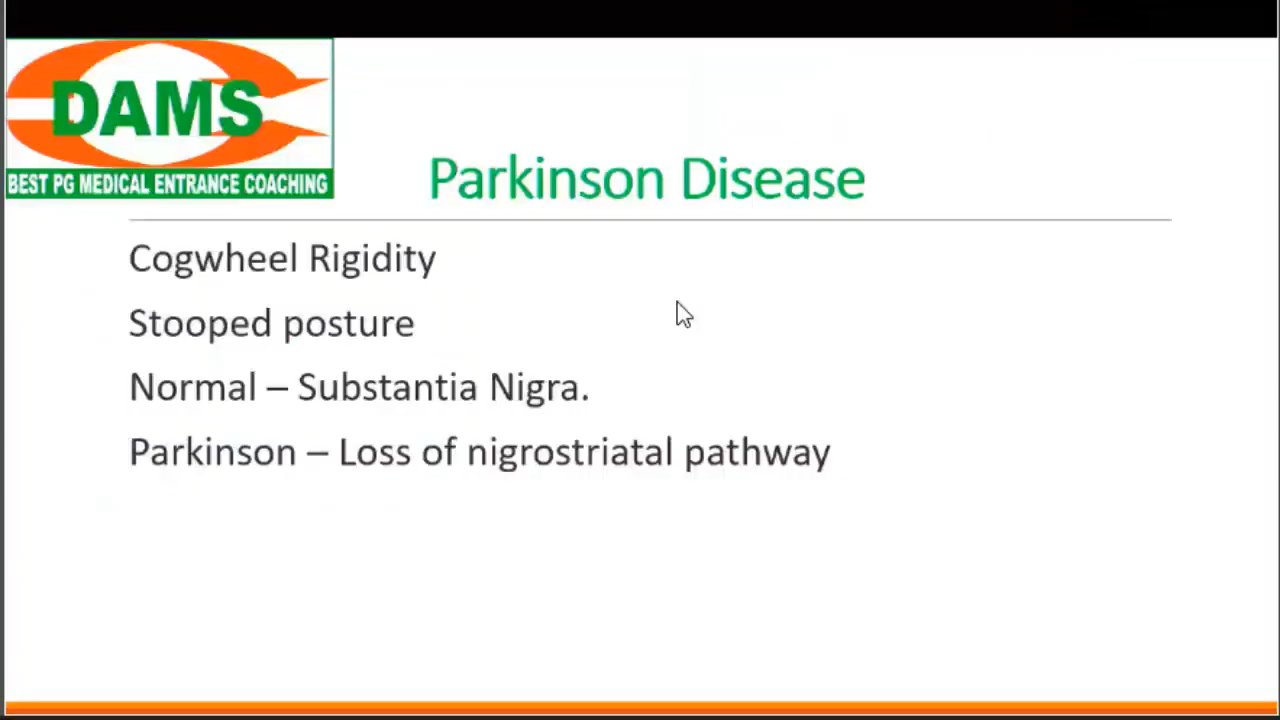 DAMS
BEST PG MEDICAL ENTRANCE COACHING
Parkinson Disease
Cogwheel Rigidity
Stooped posture
Normal – Substantia Nigra.
Parkinson – Loss of nigrostriatal pathway